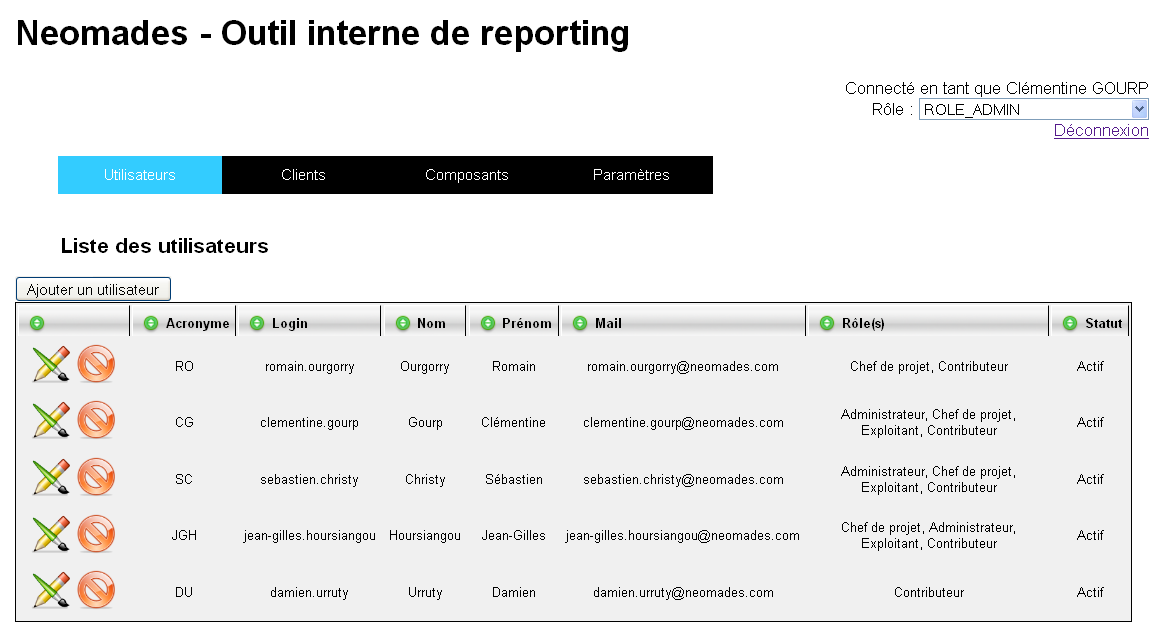 Neomades - Outil interne de reporting
Connecté en tant que Clémentine GOURP
Rôle : ROLE_ADMIN
Déconnexion
Utilisateurs Clients Composants Paramètres
Liste des utilisateurs
Ajouter un utilisateur
Acronyme Login Nom Prénom Mail Rôle(s) Statut
RO romain.ourgorry Ourgorry Romain romain.ourgorry@neomades.com Chef de projet, Contributeur Actif
CG clementine.gourp Gourp Clémentine clementine.gourp@neomades.com Administrateur, Chef de projet, Actif
Exploitant, Contributeur
SC sebastien.christy Christy Sébastien sebastien.christy@neomades.com Administrateur, Chef de projet, Actif
Exploitant, Contributeur
JGH jean-gilles.hoursiangou Hoursiangou Jean-Gilles jean-gilles.hoursiangou@neomades.com Chef de projet, Administrateur, Actif
Exploitant, Contributeur
DU damien.urruty Urruty Damien damien.urruty@neomades.com Contributeur Actif